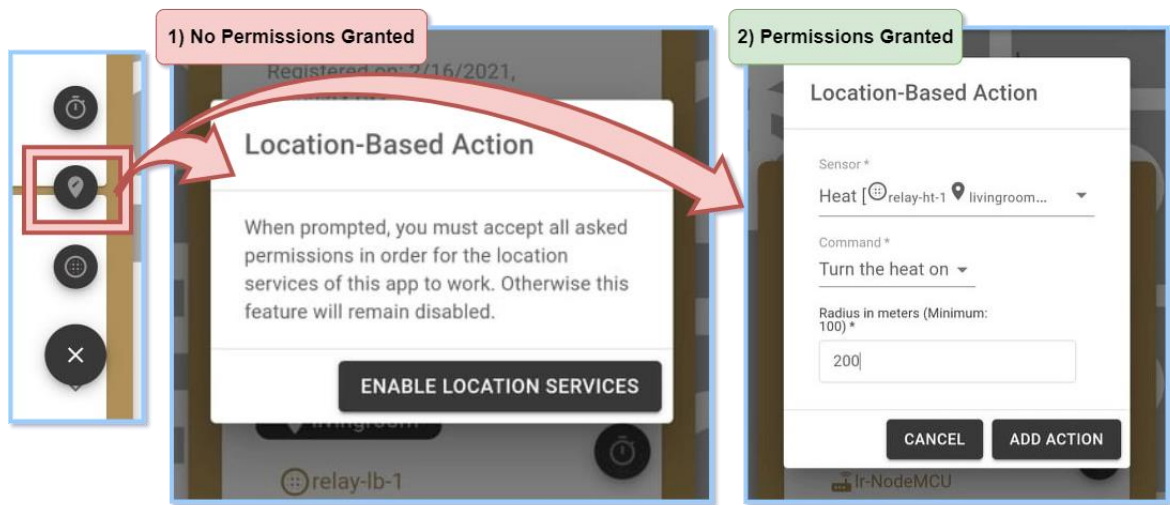 1) No Permissions Granted
Registered on: 2/16/2021,
Location-Based Action
When prompted, you must accept all asked
permissions in order for the location
services of this app to work. Otherwise this
feature will remain disabled.
ENABLE LOCATION SERVICES
livingroom
relay-lb-1
2) Permissions Granted
Location-Based Action
Sensor *
Heat [relay-ht-1 livingroom...
Command *
Turn the heat on
Radius in meters (Minimum:
100) *
200
CANCEL
ADD ACTION
lr-NodeMCU